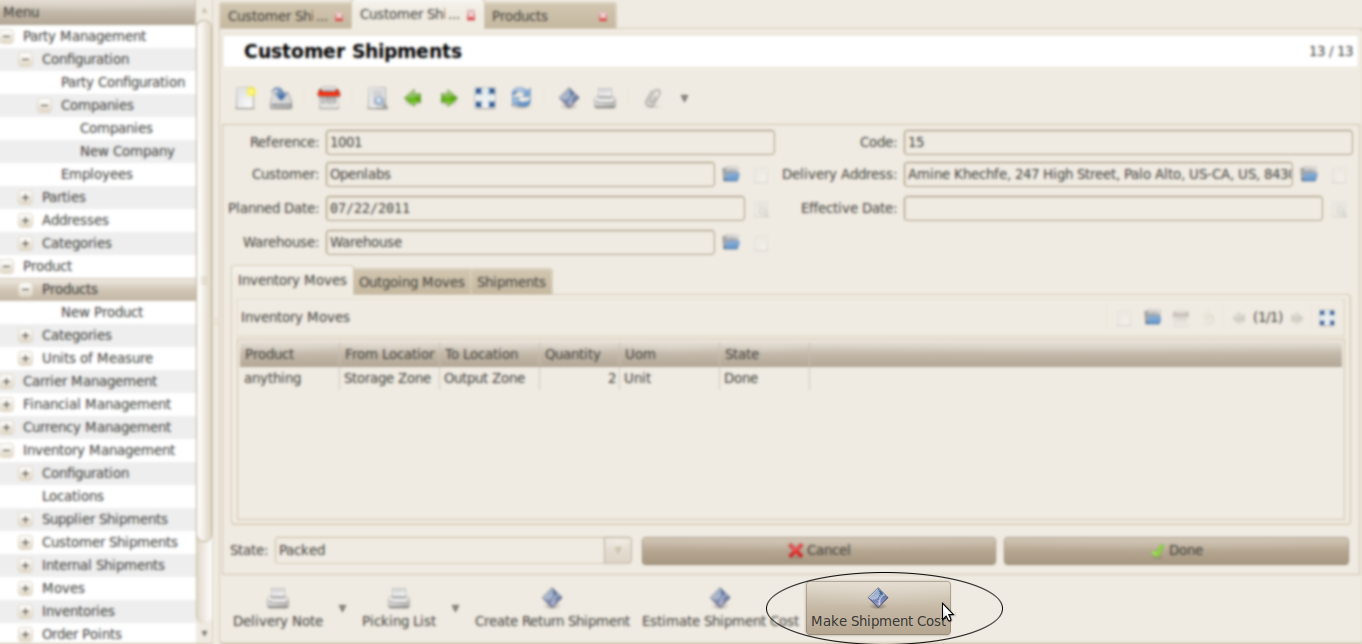 Menu
Party Management
Configuration
Party Configuration
Companies
Companies
New Company
Employees
Parties
Addresses
Categories
Product
Products
New Product
Categories
Units of Measure
Carrier Management
Financial Management
Currency Management
Inventory Management
Configuration
Locations
Supplier Shipments
Customer Shipments
Internal Shipments
Moves
Inventories
Order Points
Customer Shi ... Customer Shi ... Products
Customer Shipments 13 / 13
Reference: 1001 Code: 15
Customer: Openlabs Delivery Address: Amine Khechfe, 247 High Street, Palo Alto, US-CA, US, 8430
Planned Date: 07/22/2011 Effective Date:
Warehouse: Warehouse
Inventory Moves Outgoing Moves Shipments
Inventory Moves (1/1)
Product From Location To Location Quantity Uom State
anything Storage Zone Output Zone 2 Unit Done
State: Packed Cancel Done
Delivery Note Picking List Create Return Shipment Estimate Shipment Cost Make Shipment Cost